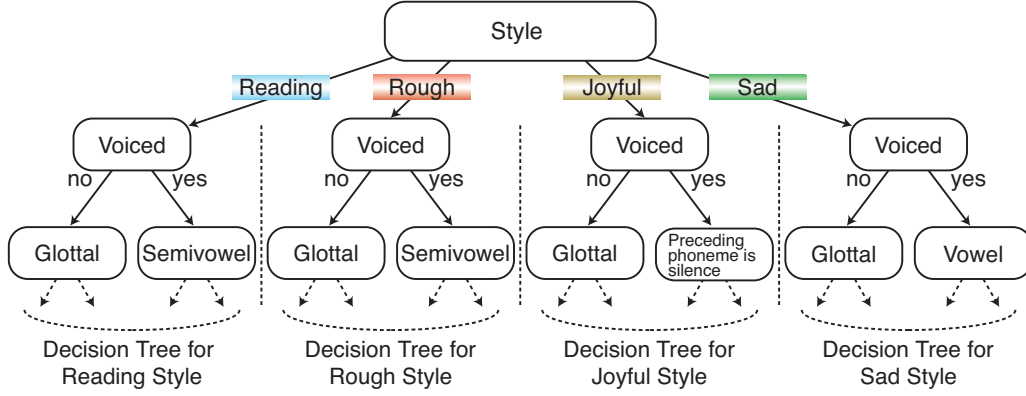 Style
Reading
Rough
Joyful
Sad
Voiced
Voiced
Voiced
Voiced
no
yes
no
yes
no
yes
no
yes
Glottal
Semivowel
Glottal
Semivowel
Glottal
Preceding
phoneme is
silence
Glottal
Vowel
Decision Tree for
Reading Style
Decision Tree for
Rough Style
Decision Tree for
Joyful Style
Decision Tree for
Sad Style